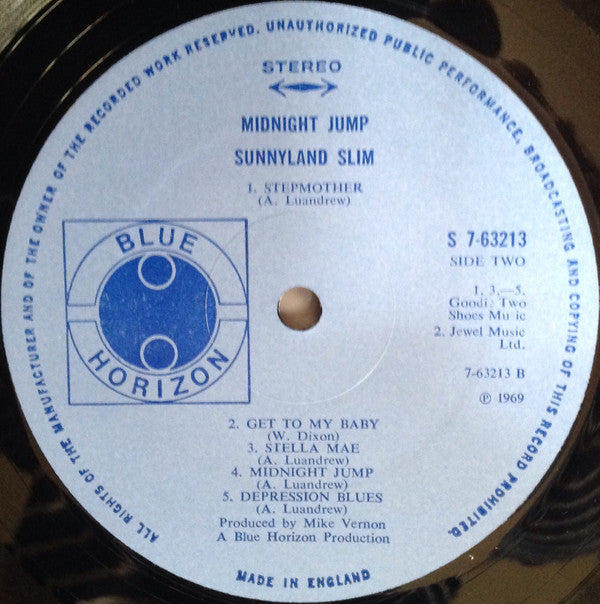 ALL RIGHTS OF THE MANUFACTURER AND OF THE OWNER OF THE RECORDED WORK RESERVED. UNAUTHORIZED PUBLIC PERFORMANCE, BROADCASTING AND COPYING OF THIS RECORD PROHIBITED.
STEREO
MIDNIGHT JUMP
SUNNYLAND SLIM
1. STEPMOTHER
(A. Luandrew)
BLUE
HORIZON
S 7-63213
SIDE TWO
1, 3,—5.
Goodie Two
Shoes Music
2. Jewel Music
Ltd.
7-63213 B
℗ 1969
2. GET TO MY BABY
(W. Dixon)
3. STELLA MAE
(A. Luandrew)
4. MIDNIGHT JUMP
(A. Luandrew)
5. DEPRESSION BLUES
(A. Luandrew)
Produced by Mike Vernon
A Blue Horizon Production
MADE IN ENGLAND